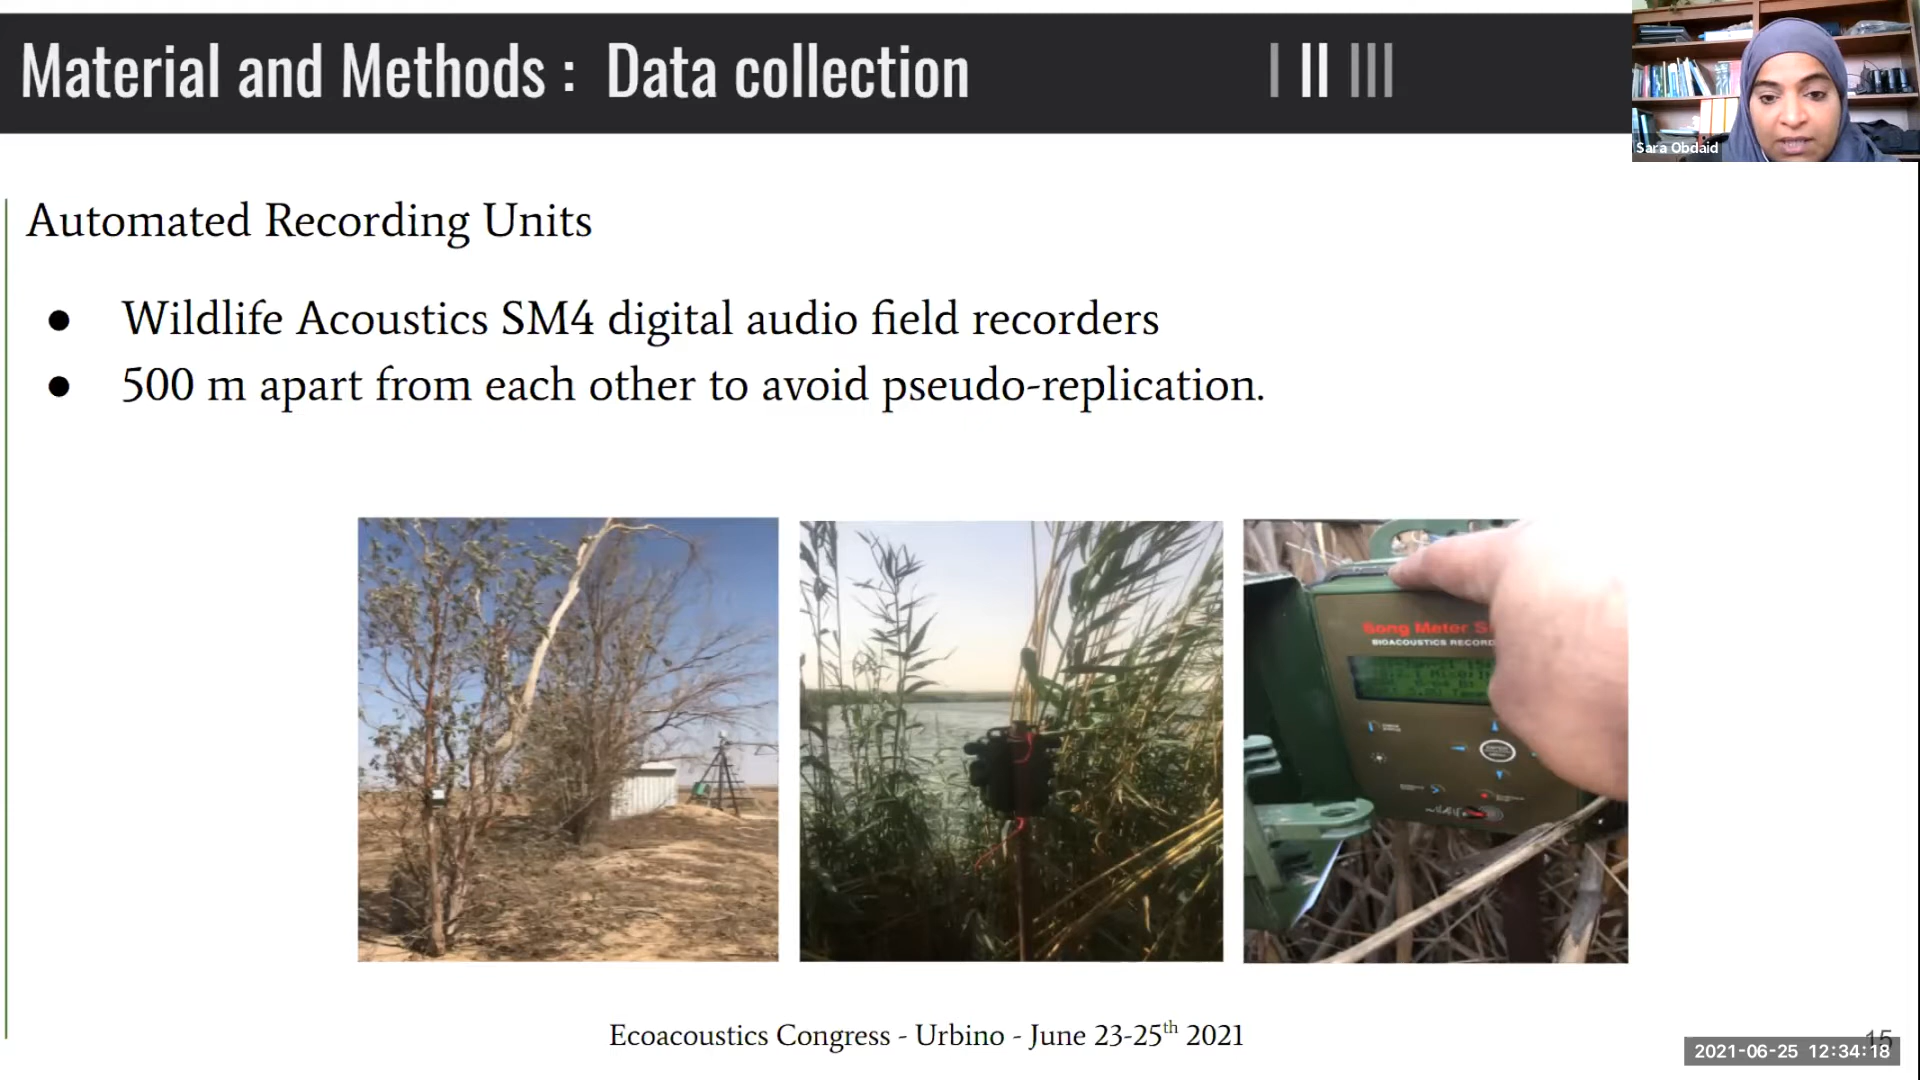 Material and Methods : Data collection
I II III
Sara Obdaid
Automated Recording Units
● Wildlife Acoustics SM4 digital audio field recorders
● 500 m apart from each other to avoid pseudo-replication.
Song Meter
BIOACOUSTICS RECORD
Ecoacoustics Congress - Urbino - June 23-25th 2021
15
2021-06-25 12:34:18